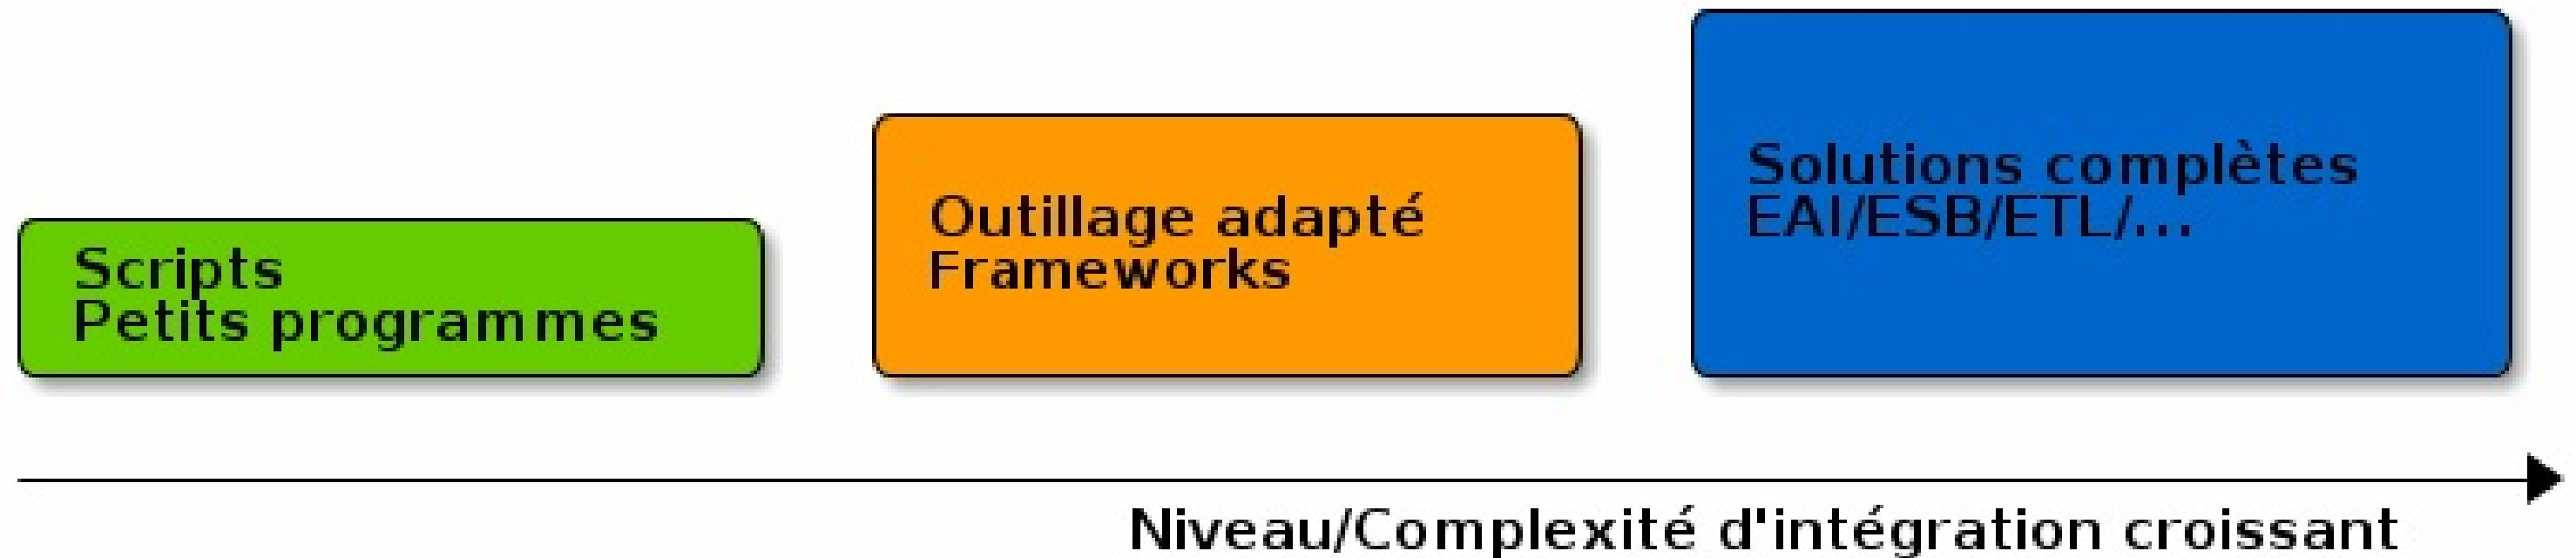 Scripts
Petits programmes
Outillage adapté
Frameworks
Solutions complètes
EAI/ESB/ETL/...
Niveau/Complexité d'intégration croissant